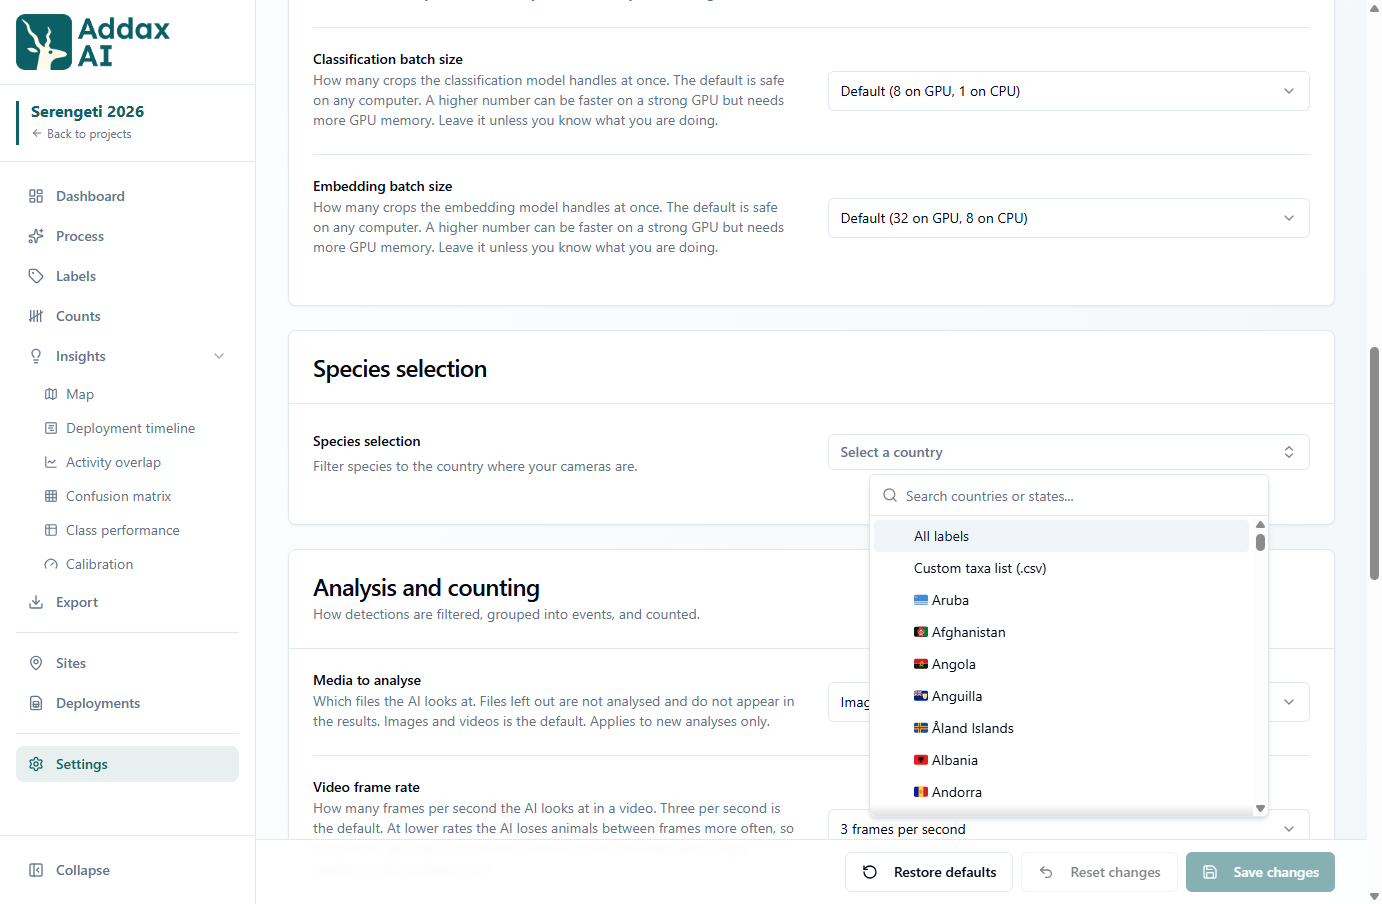 Addax
AI
Serengeti 2026
Back to projects
Dashboard
Process
Labels
Counts
Insights
Map
Deployment timeline
Activity overlap
Confusion matrix
Class performance
Calibration
Export
Sites
Deployments
Settings
Collapse
Classification batch size
How many crops the classification model handles at once. The default is safe
on any computer. A higher number can be faster on a strong GPU but needs
more GPU memory. Leave it unless you know what you are doing.
Default (8 on GPU, 1 on CPU)
Embedding batch size
How many crops the embedding model handles at once. The default is safe
on any computer. A higher number can be faster on a strong GPU but needs
more GPU memory. Leave it unless you know what you are doing.
Default (32 on GPU, 8 on CPU)
Species selection
Species selection
Filter species to the country where your cameras are.
Select a country
Search countries or states...
All labels
Custom taxa list (.csv)
Aruba
Afghanistan
Angola
Anguilla
Åland Islands
Albania
Andorra
Analysis and counting
How detections are filtered, grouped into events, and counted.
Media to analyse
Which files the AI looks at. Files left out are not analysed and do not appear in
the results. Images and videos is the default. Applies to new analyses only.
Video frame rate
How many frames per second the AI looks at in a video. Three per second is
the default. At lower rates the AI loses animals between frames more often, so
3 frames per second
Restore defaults
Reset changes
Save changes